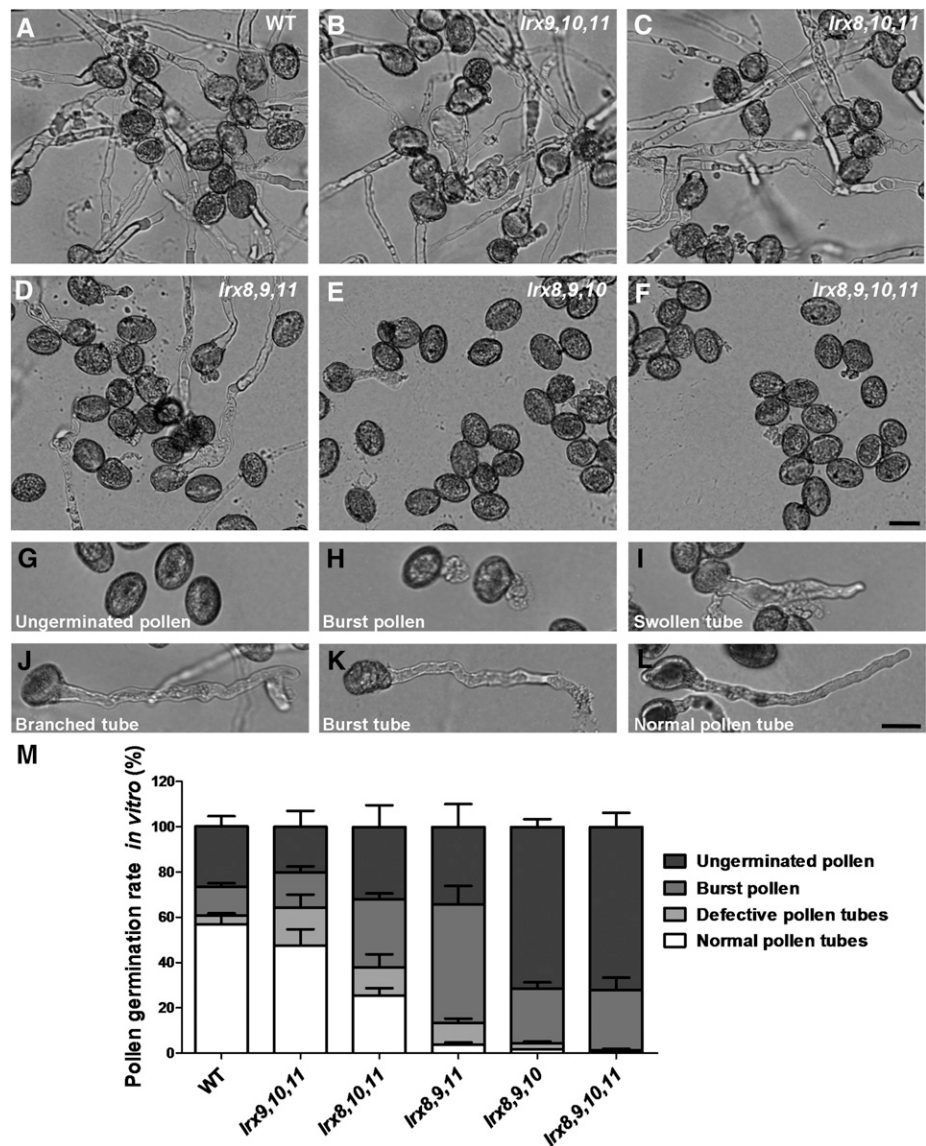 A
WT
B
lrx9,10,11
C
lrx8,10,11
D
lrx8,9,11
E
lrx8,9,10
F
lrx8,9,10,11
G
Ungerminated pollen
H
Burst pollen
I
Swollen tube
J
Branched tube
K
Burst tube
L
Normal pollen tube
M
Pollen germination rate in vitro (%)
120
100
80
60
40
20
0
WT
lrx9,10,11
lrx8,10,11
lrx8,9,11
lrx8,9,10
lrx8,9,10,11
Ungerminated pollen
Burst pollen
Defective pollen tubes
Normal pollen tubes